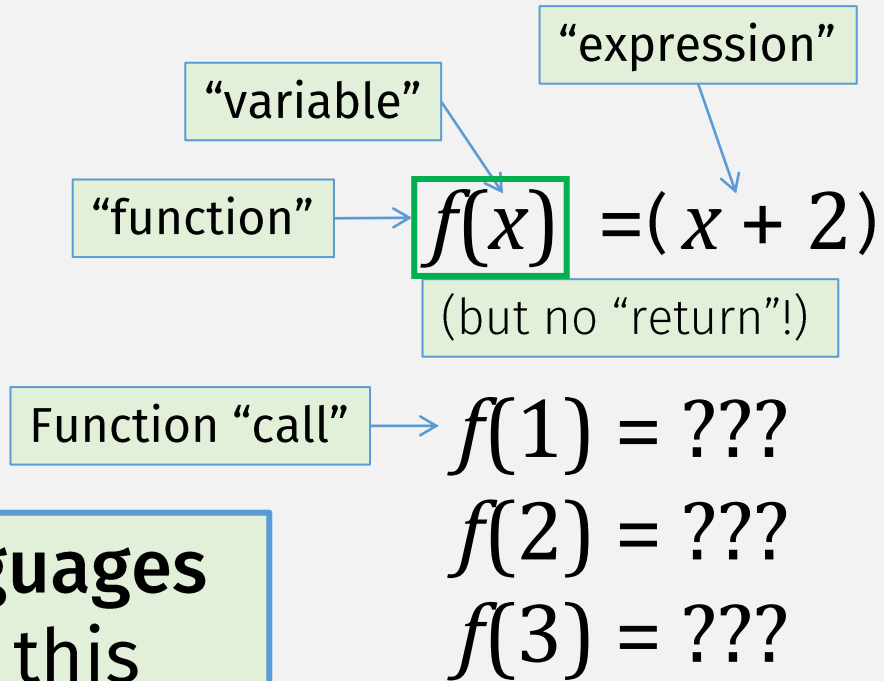 “expression”
“variable”
“function”
f(x) =(x + 2)
(but no “return”!)
Function “call”
f(1) = ???
f(2) = ???
guages
f(3) = ???
this